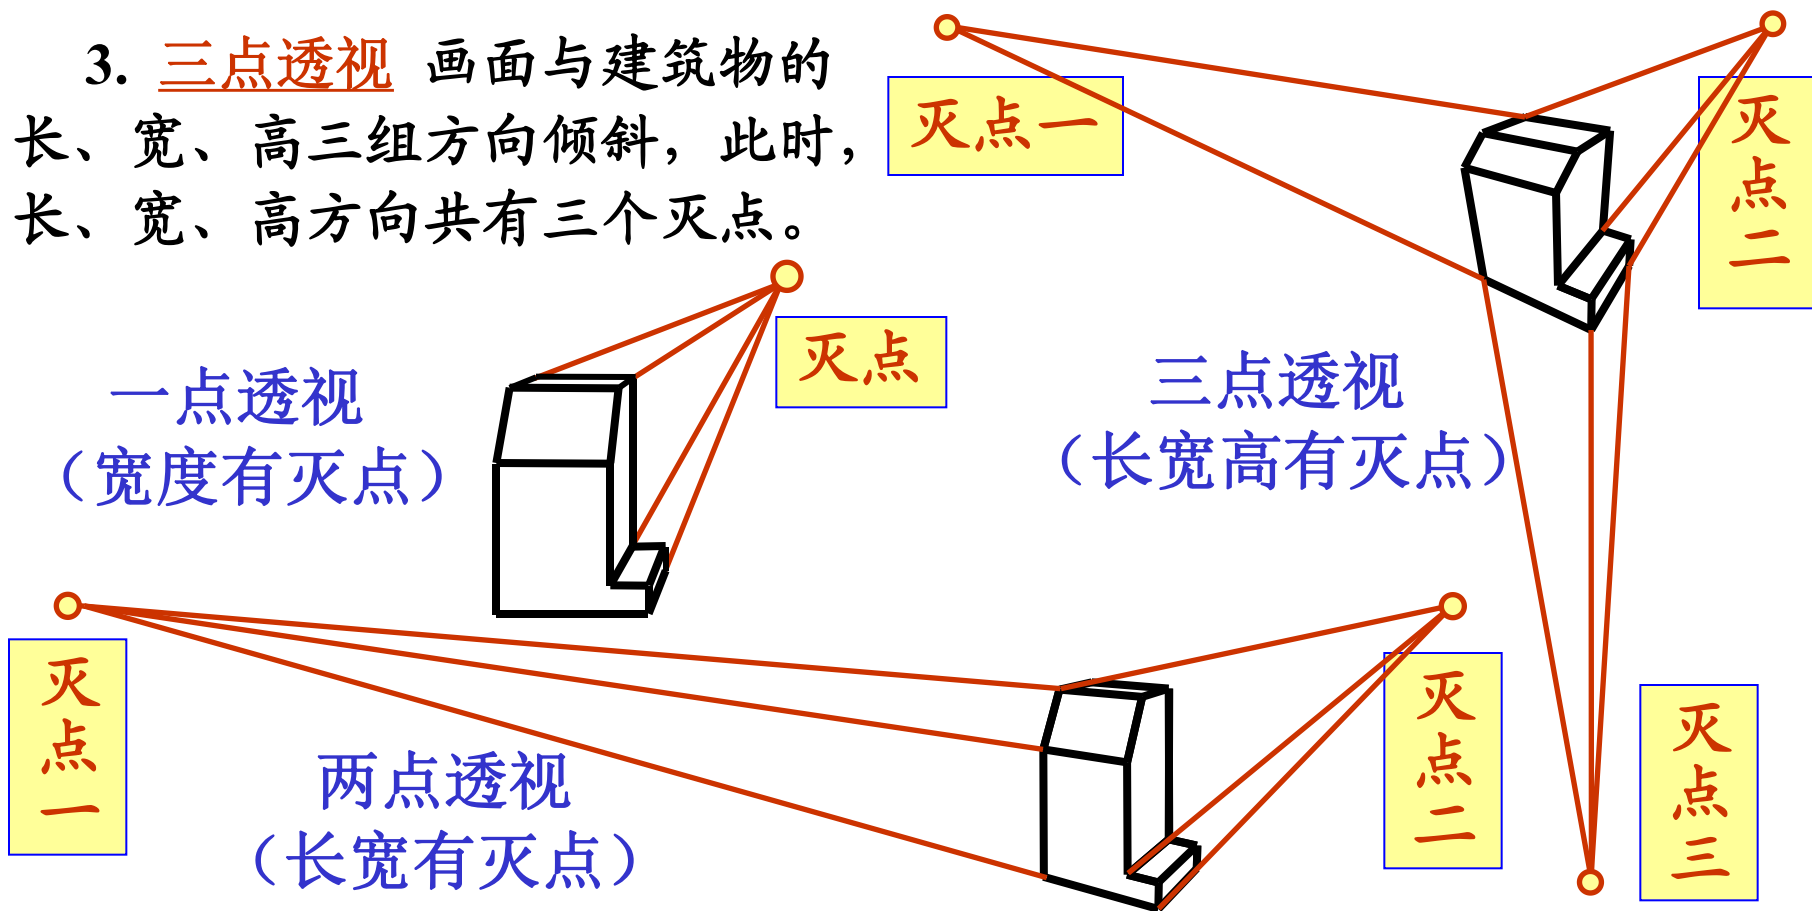 3. 三点透视 画面与建筑物的
长、宽、高三组方向倾斜，此时，
长、宽、高方向共有三个灭点。
灭点一
灭点二
灭点
一点透视
（宽度有灭点）
三点透视
（长宽高有灭点）
灭点一
两点透视
（长宽有灭点）
灭点二
灭点三